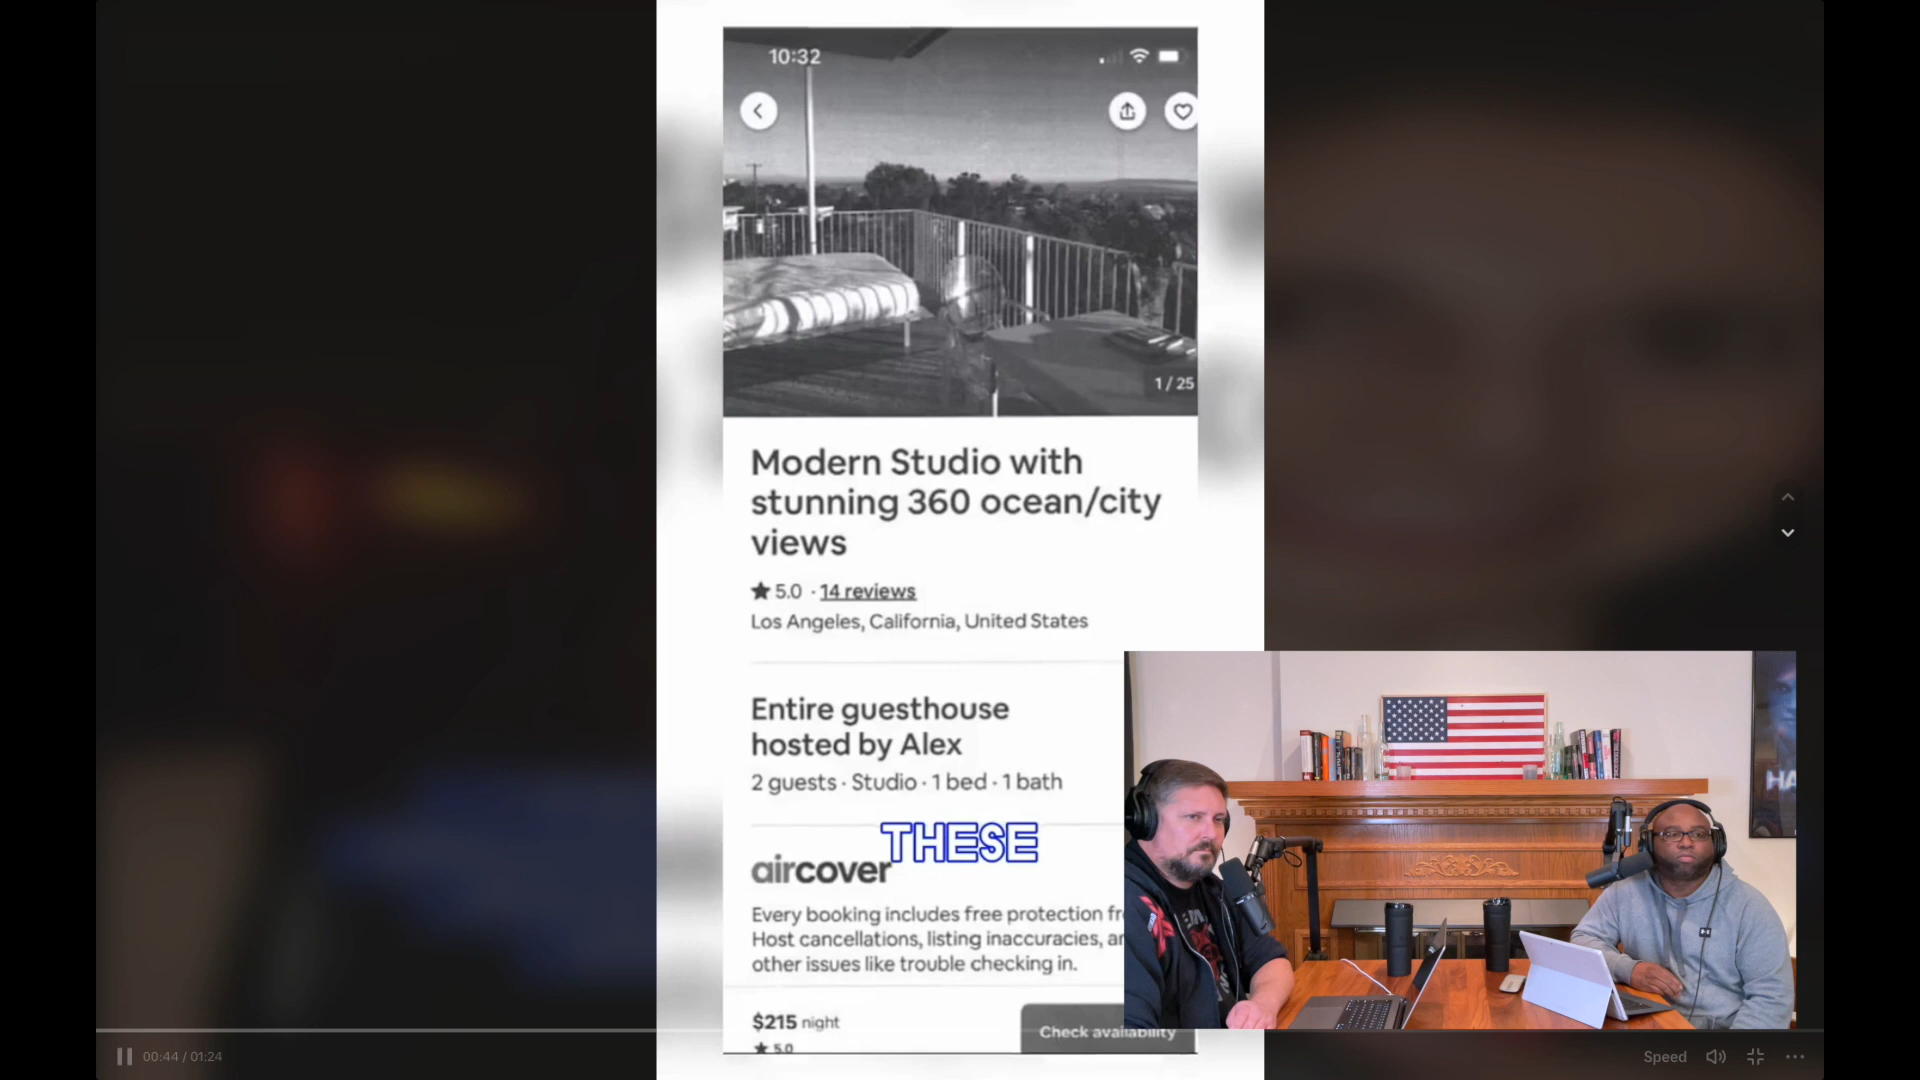 10:32
1 / 25
Modern Studio with
stunning 360 ocean/city
views
★ 5.0 · 14 reviews
Los Angeles, California, United States
Entire guesthouse
hosted by Alex
2 guests · Studio · 1 bed · 1 bath
THESE
aircover
Every booking includes free protection
Host cancellations, listing inaccuracies,
other issues like trouble checking in.
$215 night
Check availability
★ 5.0
HA
00:44 / 01:24
Speed